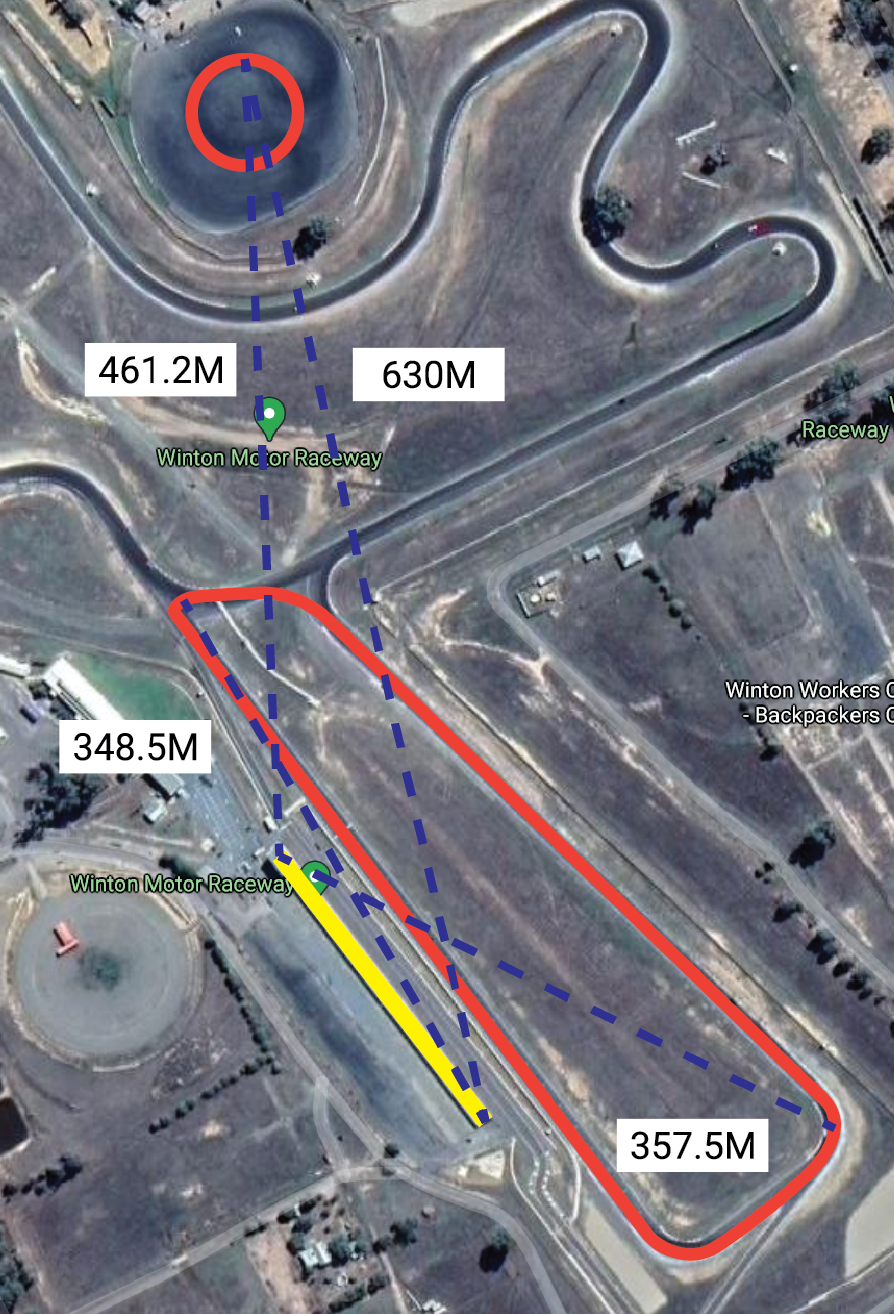 461.2M
630M
Winton Motor Raceway
Raceway
Winton Workers
- Backpackers
348.5M
Winton Motor Raceway
357.5M